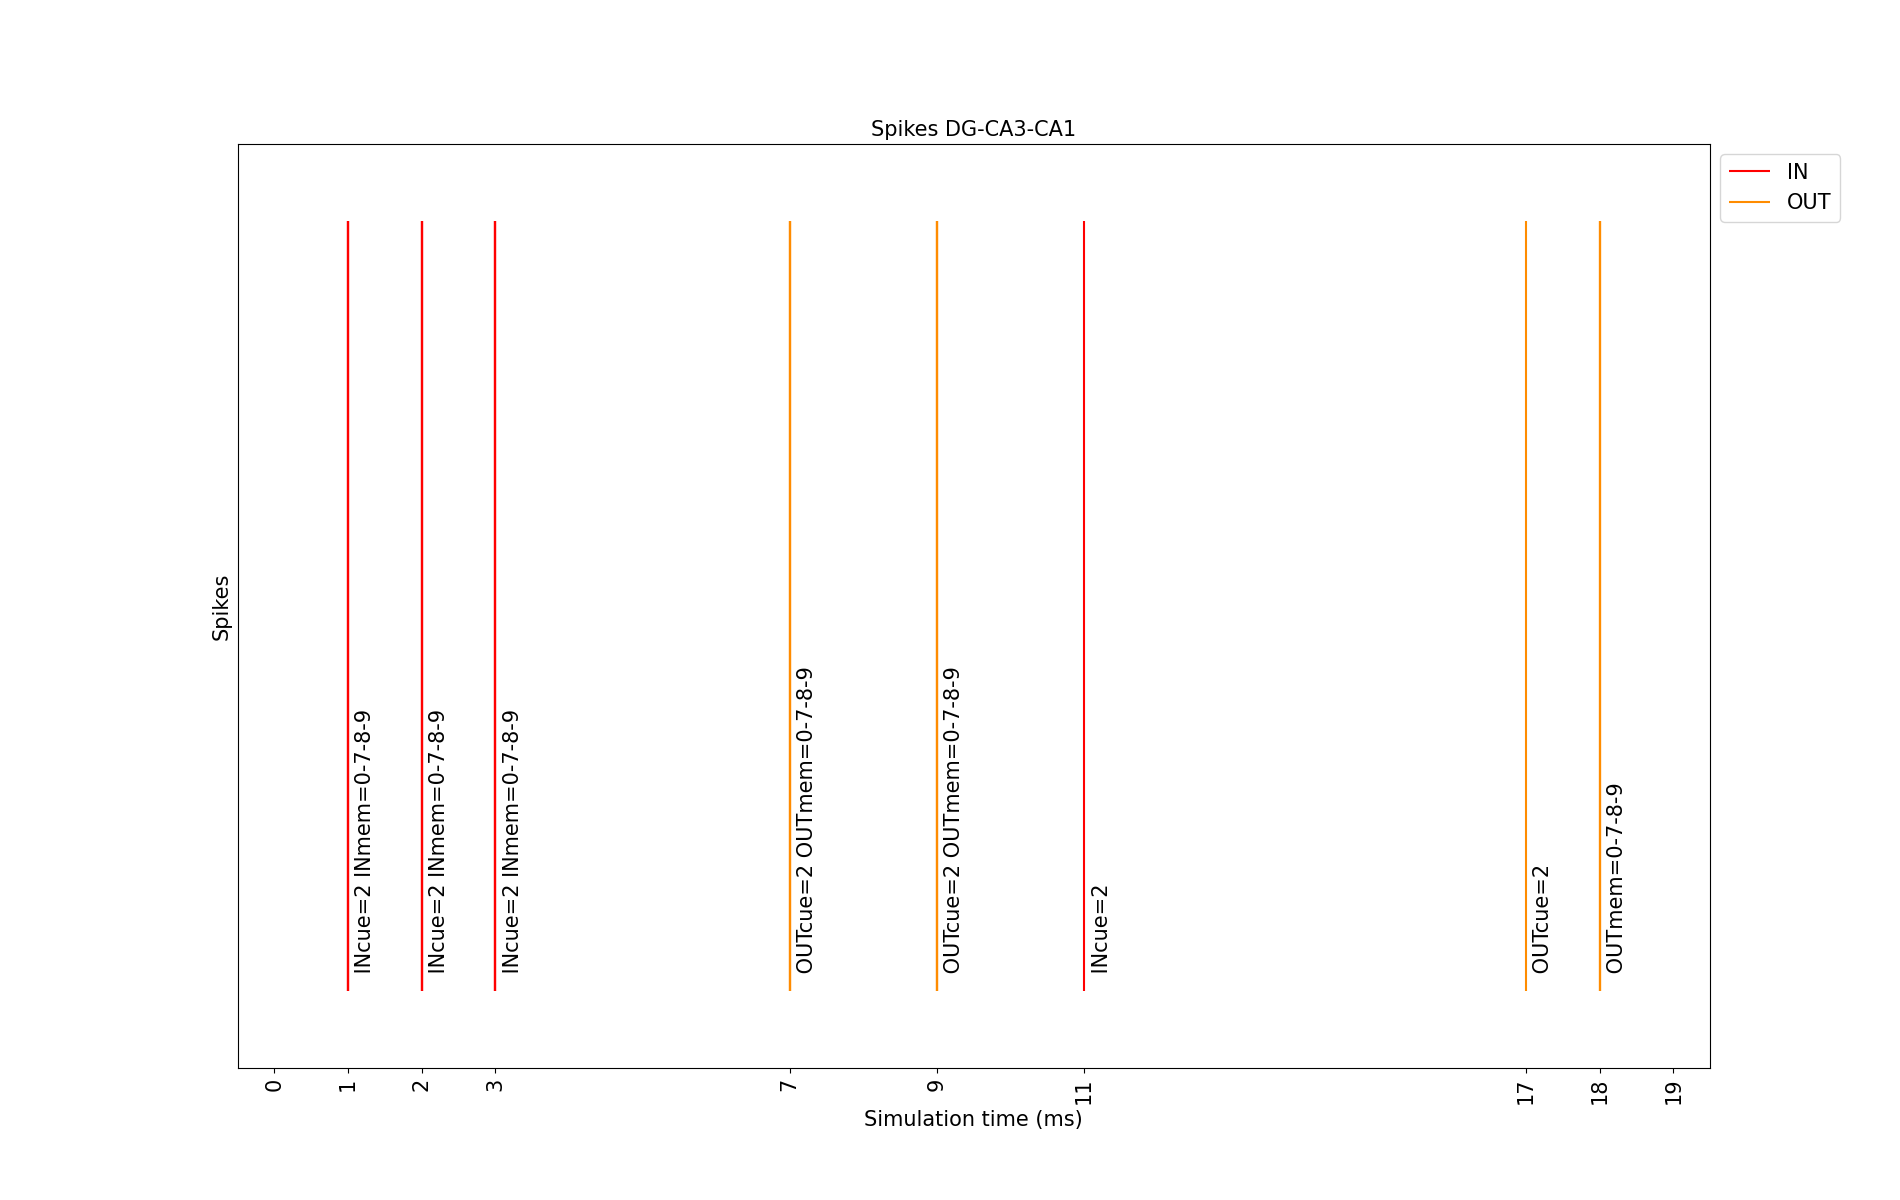 Spikes DG-CA3-CA1
IN
OUT
Spikes
INcue=2 INmem=0-7-8-9
INcue=2 INmem=0-7-8-9
INcue=2 INmem=0-7-8-9
OUTcue=2 OUTmem=0-7-8-9
OUTcue=2 OUTmem=0-7-8-9
INcue=2
OUTcue=2
OUTmem=0-7-8-9
0
1
2
3
7
9
11
17
18
19
Simulation time (ms)